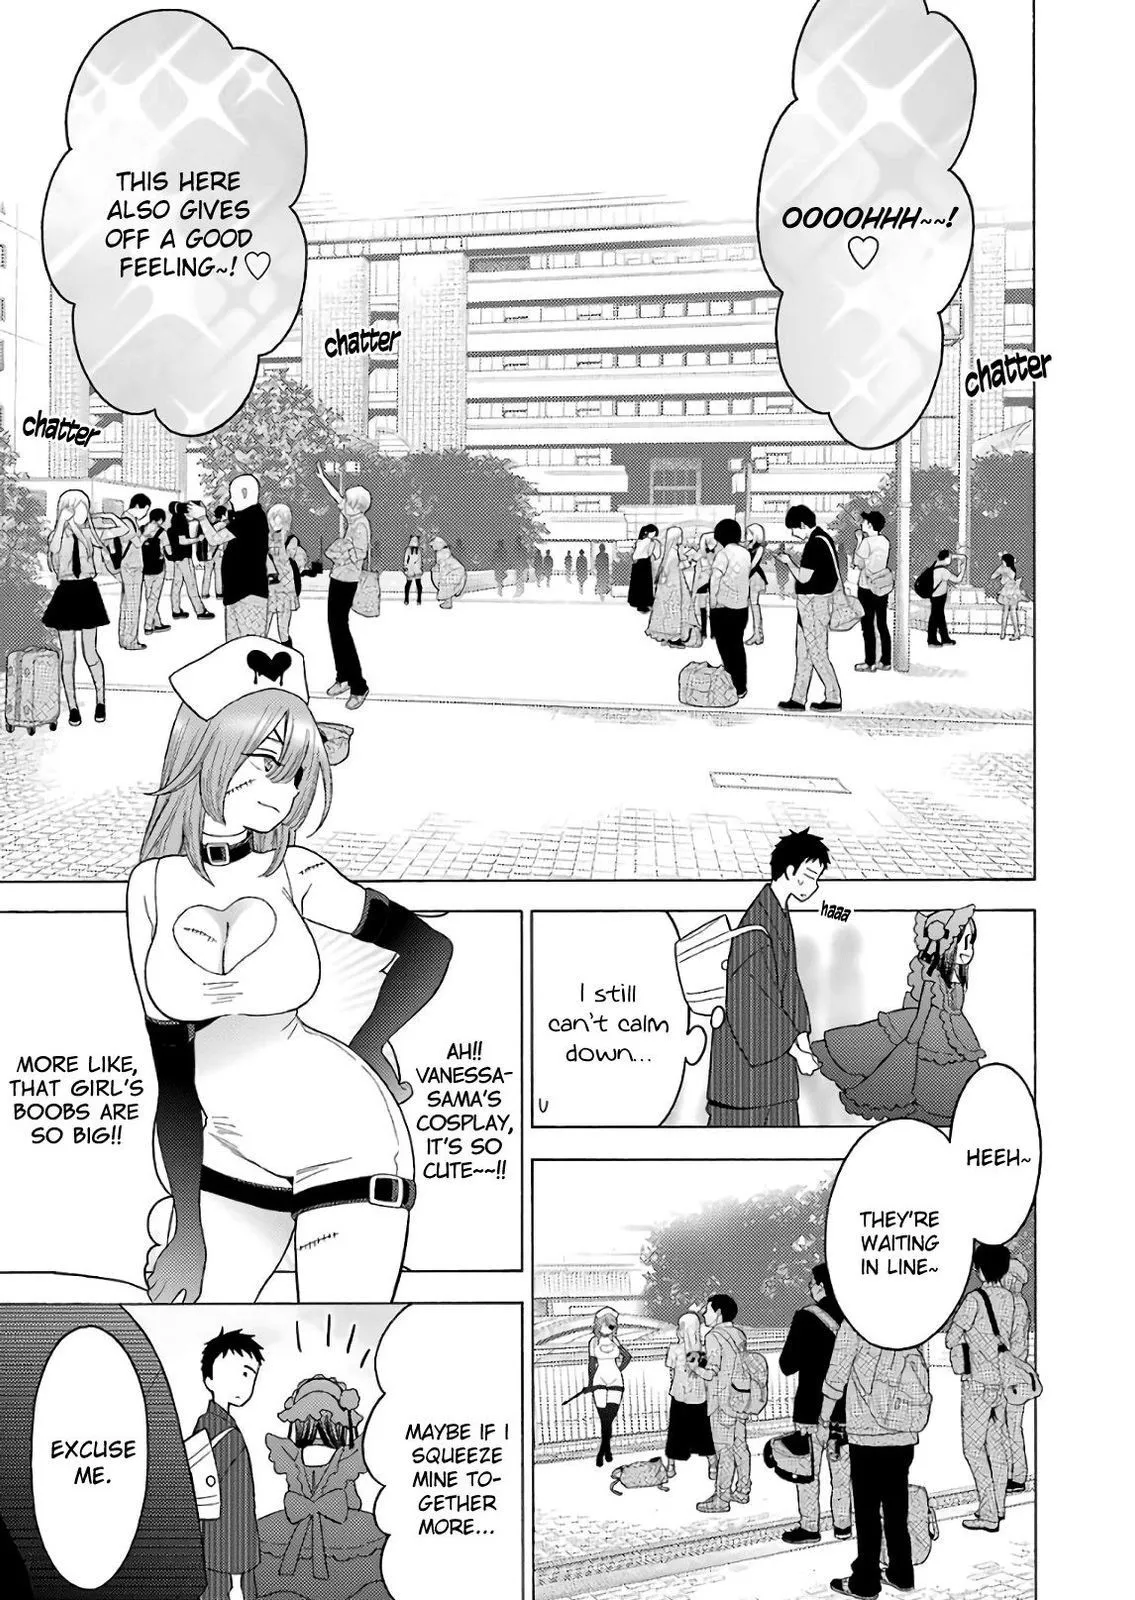 OOOOHHH~~!
♡
THIS HERE
ALSO GIVES
OFF A GOOD
FEELING~! ♡
chatter
chatter
chatter
haaa
I still
can't calm
down...
HEEH~
THEY'RE
WAITING
IN LINE~
AH!!
VANESSA-
SAMA'S
COSPLAY,
IT'S SO
CUTE~~!!
MORE LIKE,
THAT GIRL'S
BOOBS ARE
SO BIG!!
MAYBE IF I
SQUEEZE
MINE TO-
GETHER
MORE...
EXCUSE
ME.